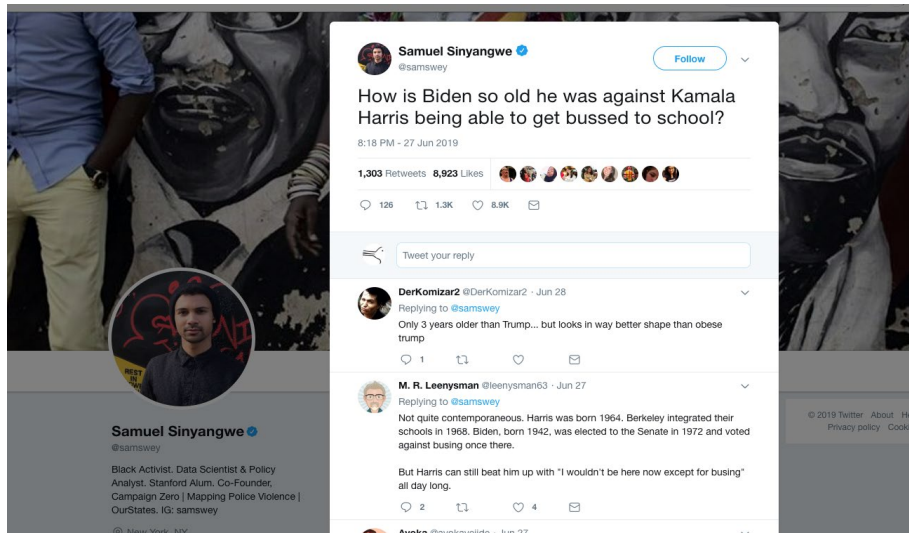 Samuel Sinyangwe
@samswey
Follow
How is Biden so old he was against Kamala
Harris being able to get bussed to school?
8:18 PM - 27 Jun 2019
1,303 Retweets 8,923 Likes
126 1.3K 8.9K
Tweet your reply
DerKomizar2 @DerKomizar2 · Jun 28
Replying to @samswey
Only 3 years older than Trump... but looks in way better shape than obese
trump
1
M. R. Leenysman @leenysman63 · Jun 27
Replying to @samswey
Not quite contemporaneous. Harris was born 1964. Berkeley integrated their
schools in 1968. Biden, born 1942, was elected to the Senate in 1972 and voted
against busing once there.
But Harris can still beat him up with "I wouldn't be here now except for busing"
all day long.
2 4
REST
IN
Samuel Sinyangwe
@samswey
Black Activist. Data Scientist & Policy
Analyst. Stanford Alum. Co-Founder,
Campaign Zero | Mapping Police Violence |
OurStates. IG: samswey
New York, NY
© 2019 Twitter About
Privacy policy